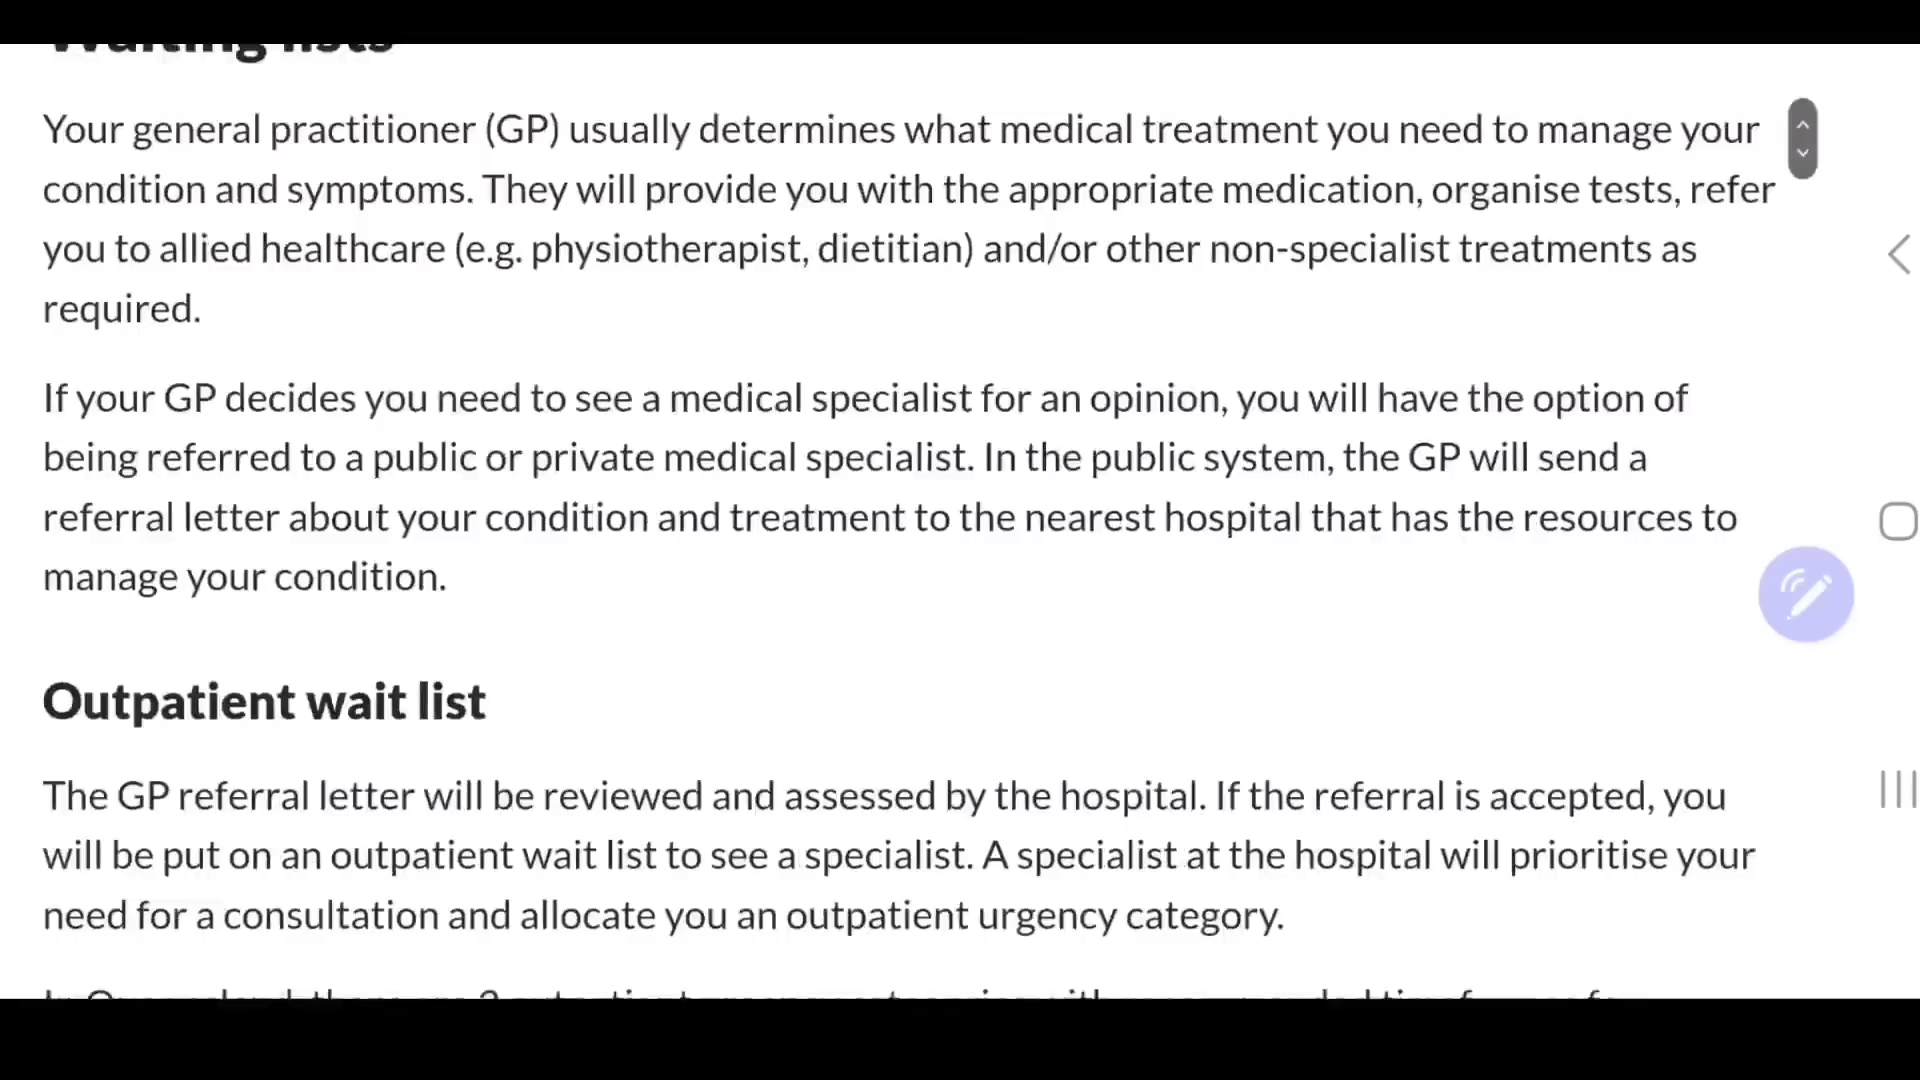 Waiting lists
Your general practitioner (GP) usually determines what medical treatment you need to manage your
condition and symptoms. They will provide you with the appropriate medication, organise tests, refer
you to allied healthcare (e.g. physiotherapist, dietitian) and/or other non-specialist treatments as
required.
If your GP decides you need to see a medical specialist for an opinion, you will have the option of
being referred to a public or private medical specialist. In the public system, the GP will send a
referral letter about your condition and treatment to the nearest hospital that has the resources to
manage your condition.
Outpatient wait list
The GP referral letter will be reviewed and assessed by the hospital. If the referral is accepted, you
will be put on an outpatient wait list to see a specialist. A specialist at the hospital will prioritise your
need for a consultation and allocate you an outpatient urgency category.